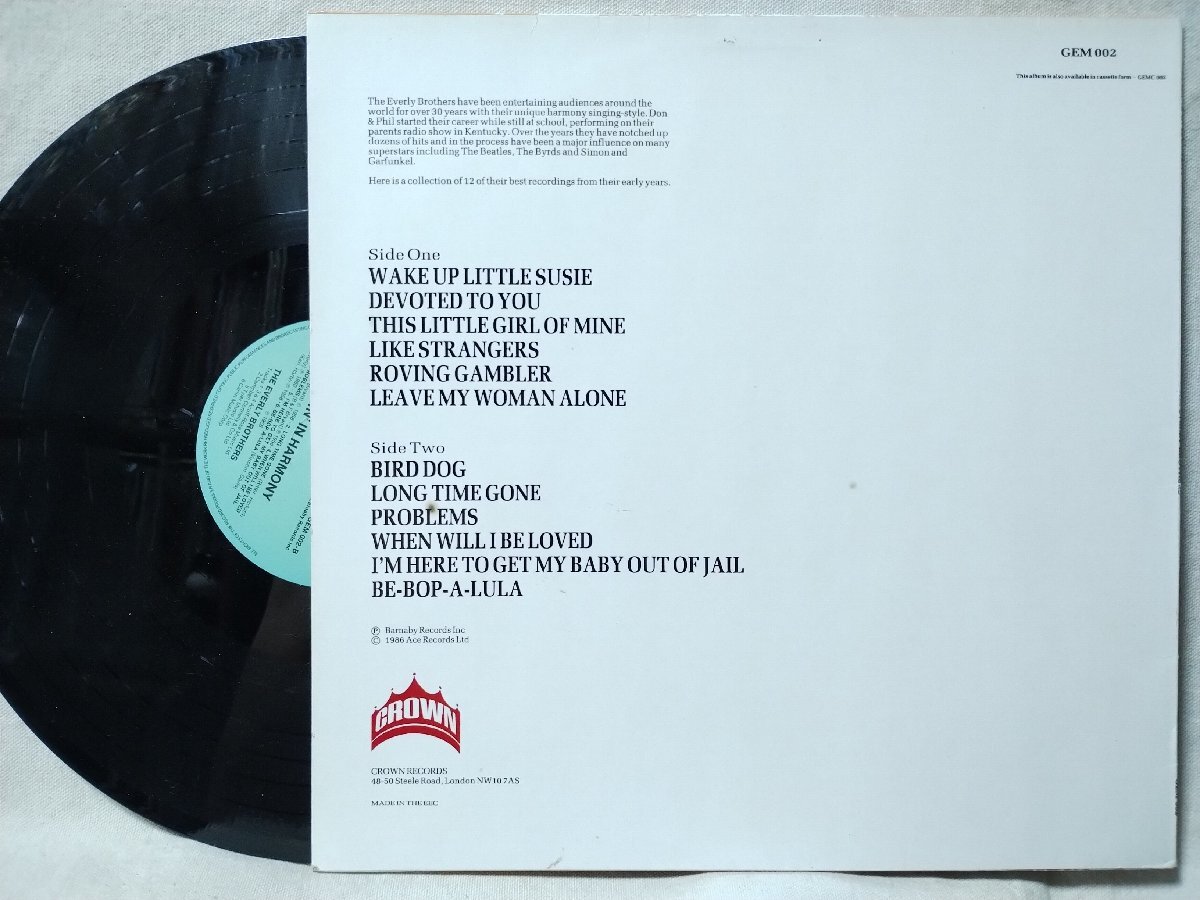 GEM 002
This album is also available in cassette form - GEMC 002
The Everly Brothers have been entertaining audiences around the
world for over 30 years with their unique harmony singing-style. Don
& Phil started their career while still at school, performing on their
parents radio show in Kentucky. Over the years they have notched up
dozens of hits and in the process have been a major influence on many
superstars including The Beatles, The Byrds and Simon and
Garfunkel.
Here is a collection of 12 of their best recordings from their early years.
Side One
WAKE UP LITTLE SUSIE
DEVOTED TO YOU
THIS LITTLE GIRL OF MINE
LIKE STRANGERS
ROVING GAMBLER
LEAVE MY WOMAN ALONE
Side Two
BIRD DOG
LONG TIME GONE
PROBLEMS
WHEN WILL I BE LOVED
I'M HERE TO GET MY BABY OUT OF JAIL
BE-BOP-A-LULA
Ⓟ Barnaby Records Inc
© 1986 Ace Records Ltd
CROWN
CROWN RECORDS
48-50 Steele Road, London NW10 7AS
MADE IN THE EEC
IN HARMONY
THE EVERLY BROTHERS
GEM 002-B